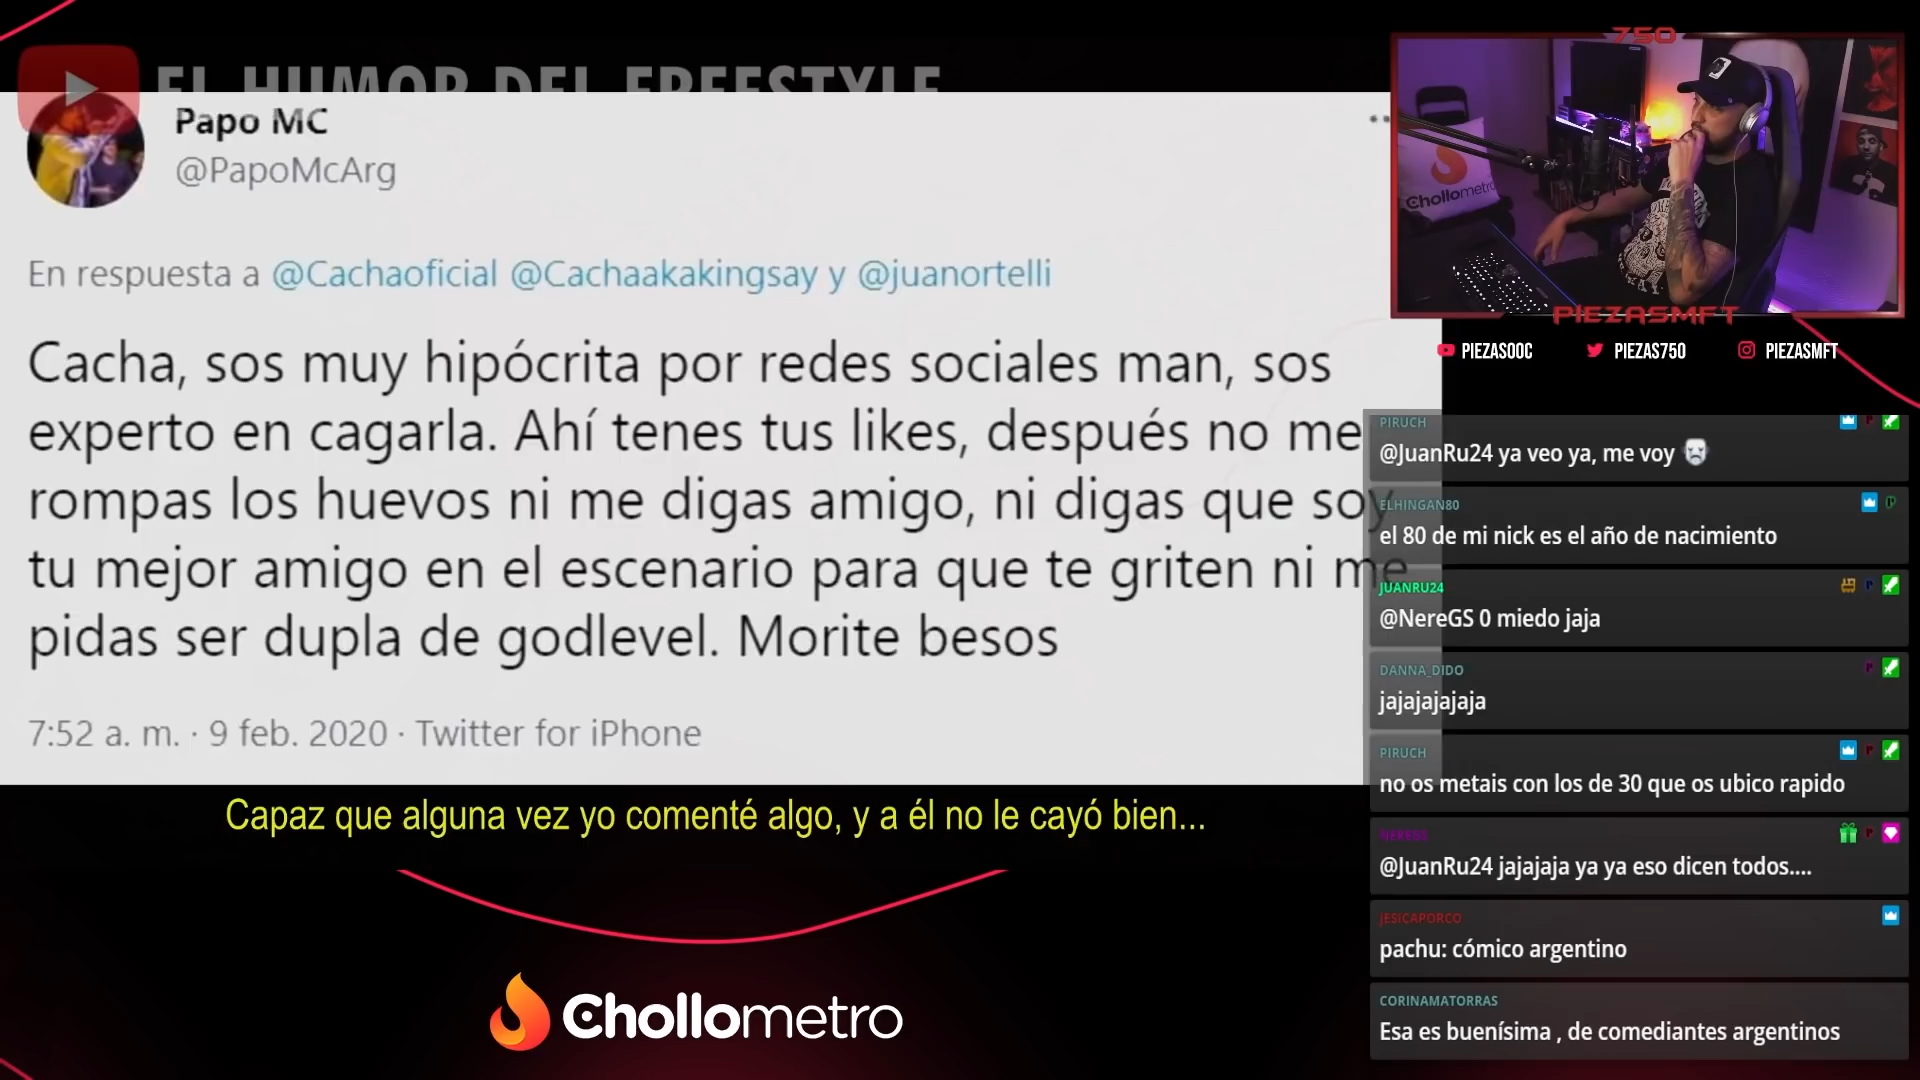 EL HUMOR DEL FREESTYLE
Papo MC
@PapoMcArg
En respuesta a @Cachaoficial @Cachaakakingsay y @juanortelli
Cacha, sos muy hipócrita por redes sociales man, sos
experto en cagarla. Ahí tenes tus likes, después no me
rompas los huevos ni me digas amigo, ni digas que soy
tu mejor amigo en el escenario para que te griten ni me
pidas ser dupla de godlevel. Morite besos
7:52 a. m. · 9 feb. 2020 · Twitter for iPhone
Capaz que alguna vez yo comenté algo, y a él no le cayó bien...
Chollometro
750
Chollometro
PIEZASMFT
PIEZASOOC PIEZAS750 PIEZASMFT
PIRUCH
@JuanRu24 ya veo ya, me voy
ELHINGAN80
el 80 de mi nick es el año de nacimiento
JUANRU24
@NereGS 0 miedo jaja
DANNA_DIDO
jajajajajaja
PIRUCH
no os metais con los de 30 que os ubico rapido
NEREGS
@JuanRu24 jajajaja ya ya eso dicen todos....
JESICAPORCO
pachu: cómico argentino
CORINAMATORRAS
Esa es buenísima , de comediantes argentinos